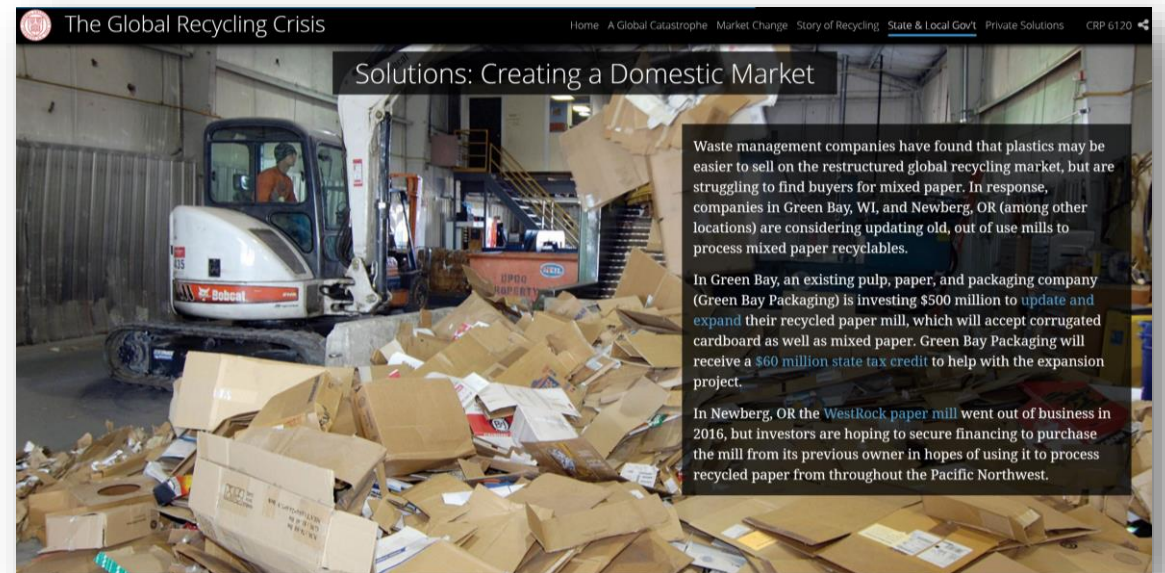 The Global Recycling Crisis
Home A Global Catastrophe Market Change Story of Recycling State & Local Gov't Private Solutions CRP 6120
Solutions: Creating a Domestic Market
Waste management companies have found that plastics may be
easier to sell on the restructured global recycling market, but are
struggling to find buyers for mixed paper. In response,
companies in Green Bay, WI, and Newberg, OR (among other
locations) are considering updating old, out of use mills to
process mixed paper recyclables.
In Green Bay, an existing pulp, paper, and packaging company
(Green Bay Packaging) is investing $500 million to update and
expand their recycled paper mill, which will accept corrugated
cardboard as well as mixed paper. Green Bay Packaging will
receive a $60 million state tax credit to help with the expansion
project.
In Newberg, OR the WestRock paper mill went out of business in
2016, but investors are hoping to secure financing to purchase
the mill from its previous owner in hopes of using it to process
recycled paper from throughout the Pacific Northwest.
435
Bobcat